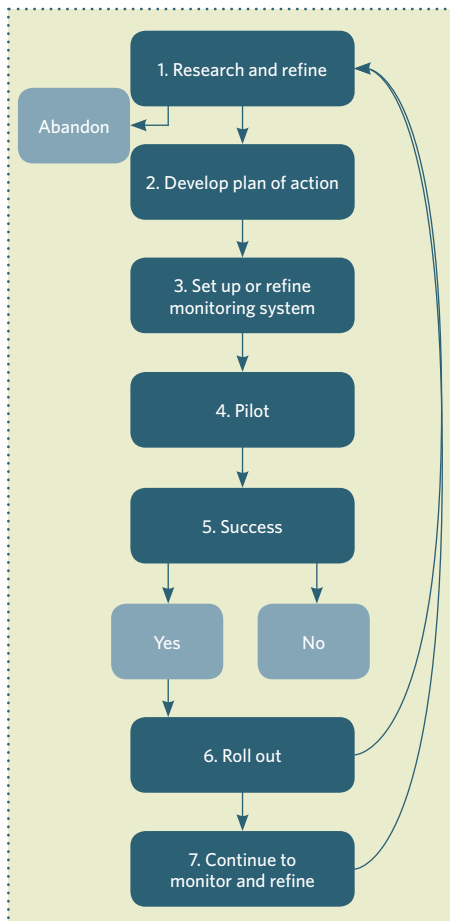 1. Research and refine
Abandon
2. Develop plan of action
3. Set up or refine
monitoring system
4. Pilot
5. Success
Yes
No
6. Roll out
7. Continue to
monitor and refine